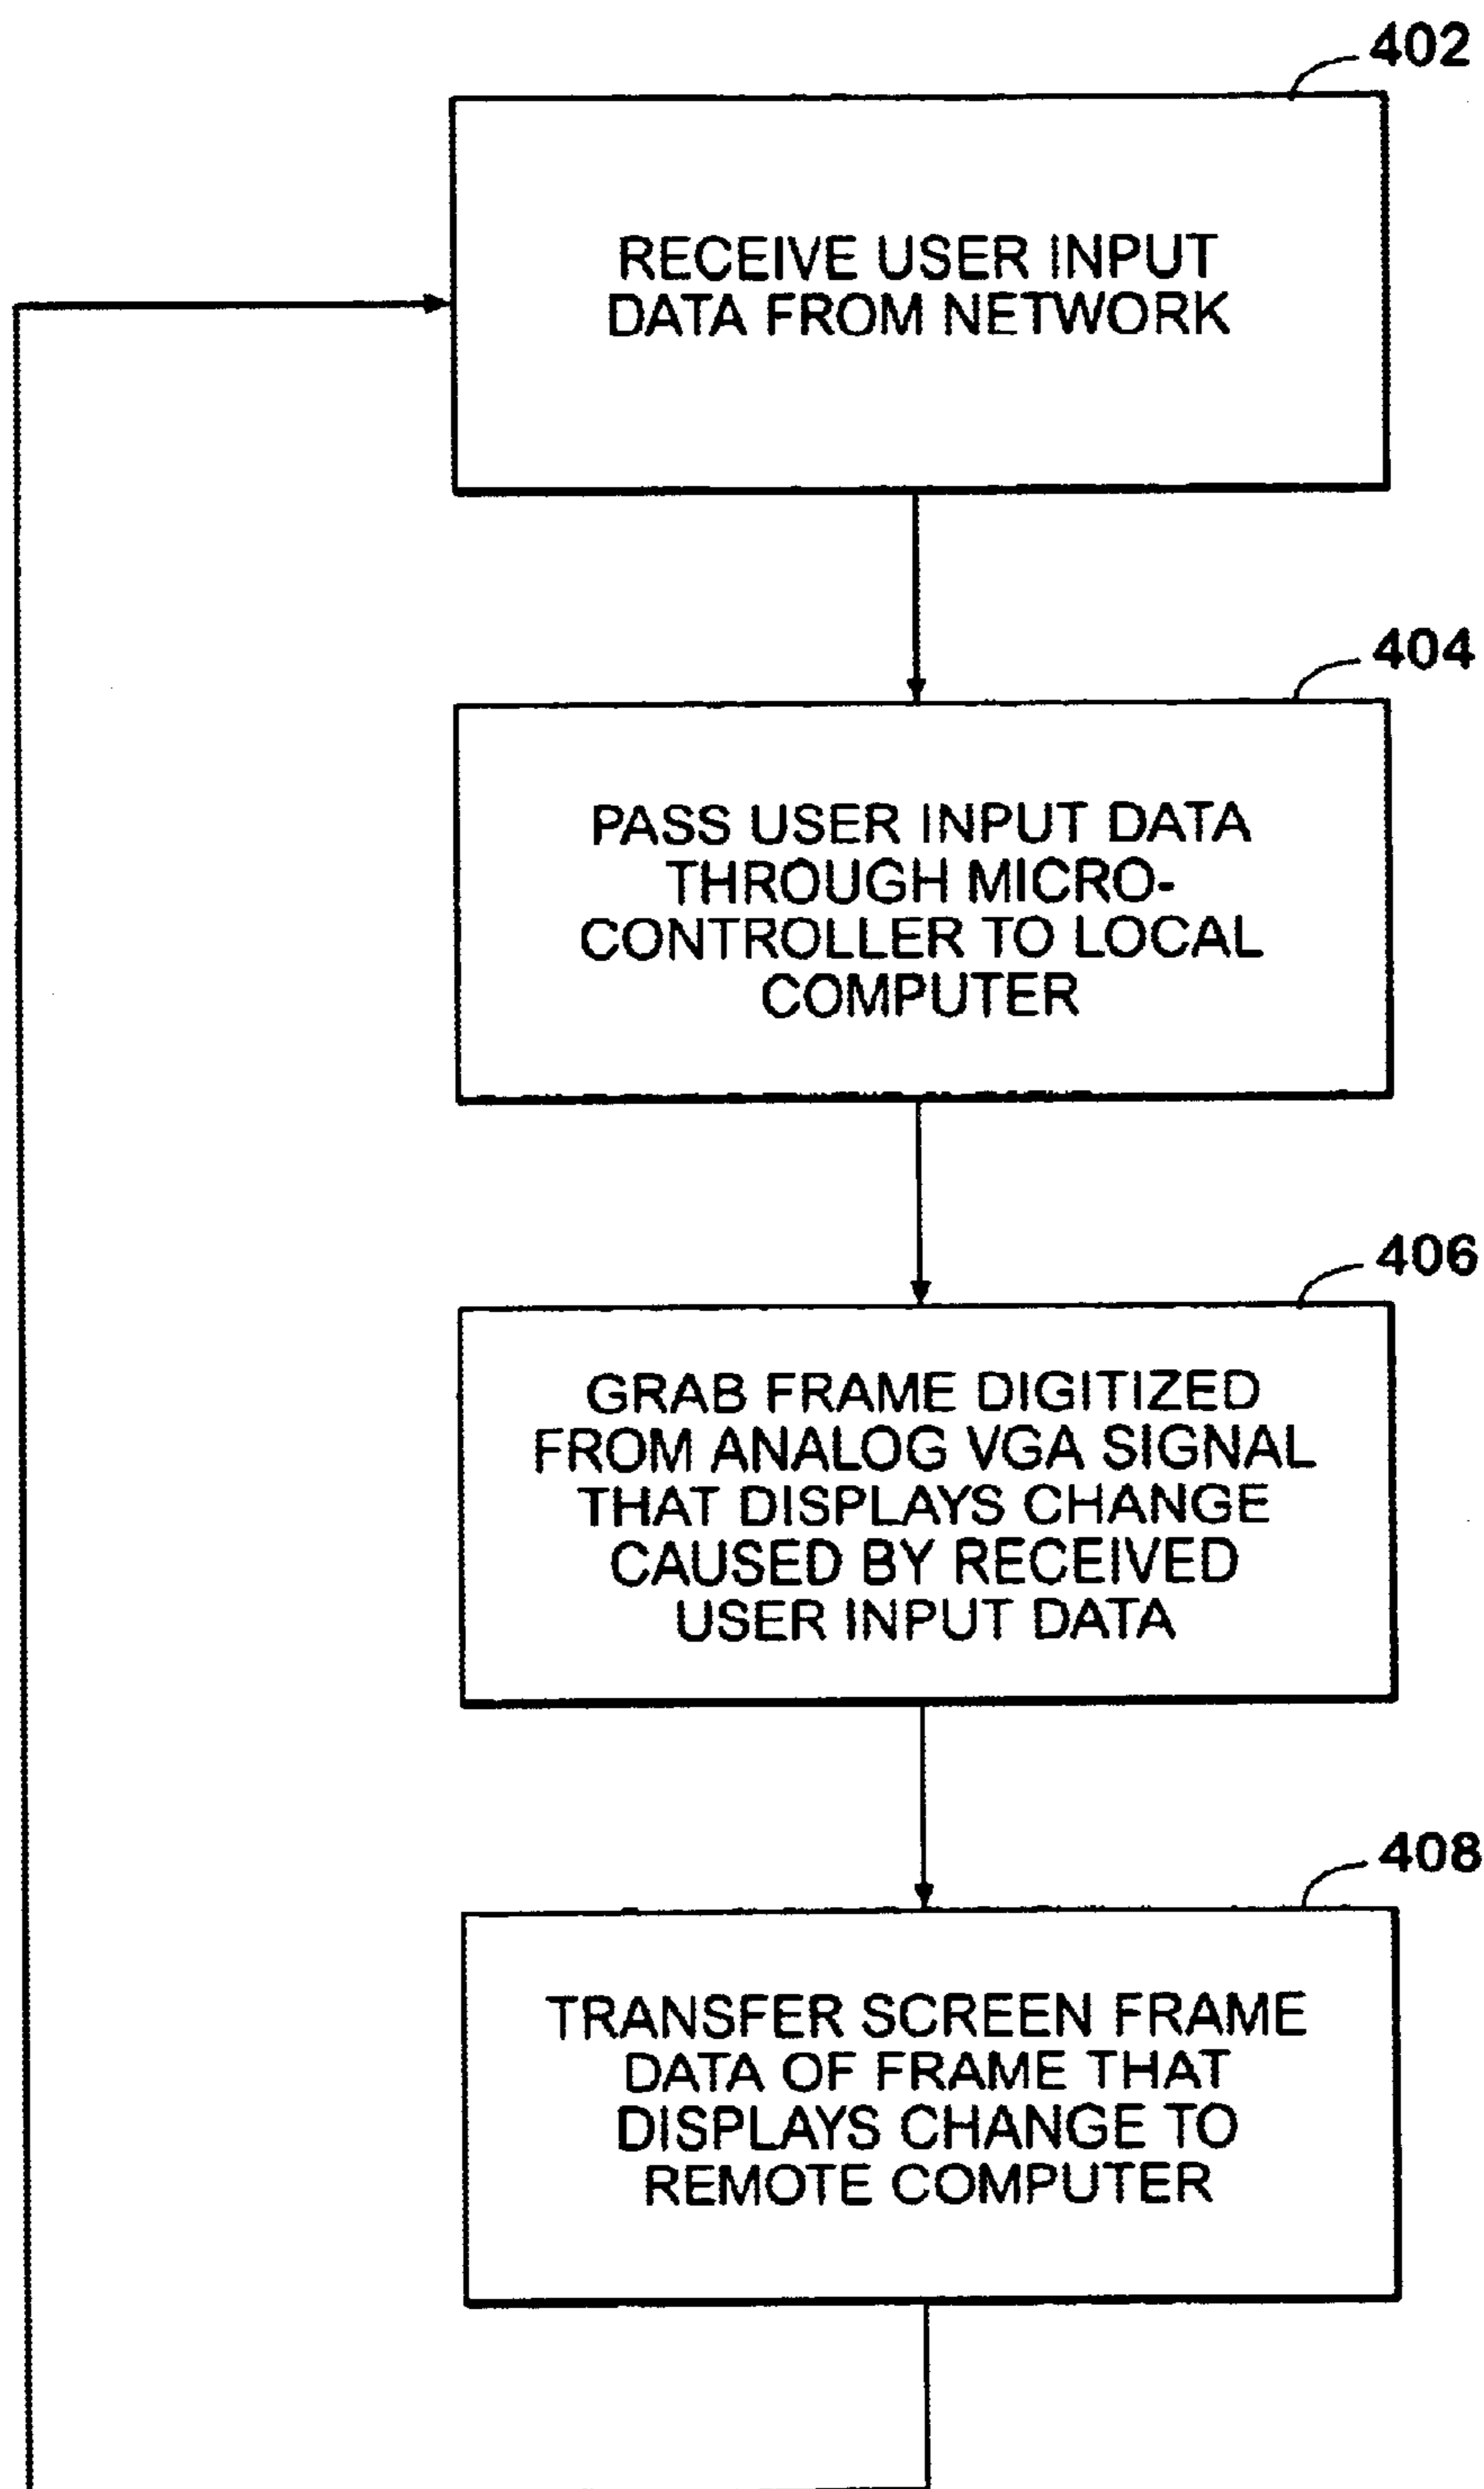 402
RECEIVE USER INPUT
DATA FROM NETWORK
404
PASS USER INPUT DATA
THROUGH MICRO-
CONTROLLER TO LOCAL
COMPUTER
406
GRAB FRAME DIGITIZED
FROM ANALOG VGA SIGNAL
THAT DISPLAYS CHANGE
CAUSED BY RECEIVED
USER INPUT DATA
408
TRANSFER SCREEN FRAME
DATA OF FRAME THAT
DISPLAYS CHANGE TO
REMOTE COMPUTER